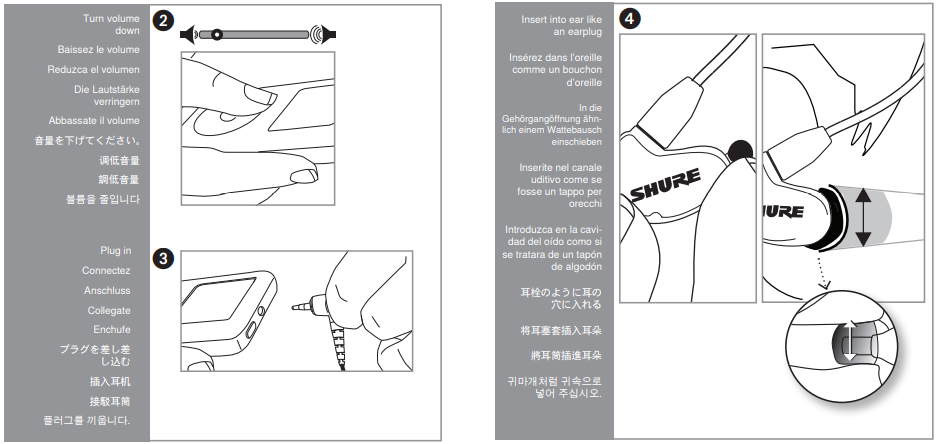 Turn volume
down
Baissez le volume
Reduzca el volumen
Die Lautstärke
verringern
Abbassate il volume
音量を下げてください。
调低音量
調低音量
볼륨을 줄입니다
2
Plug in
Connectez
Anschluss
Collegate
Enchufe
プラグを差し差
し込む
插入耳机
接駁耳筒
플러그를 끼웁니다.
3
Insert into ear like
an earplug
Insérez dans l'oreille
comme un bouchon
d'oreille
In die
Gehörgangöffnung ähn-
lich einem Wattebausch
einschieben
Inserite nel canale
uditivo come se
fosse un tappo per
orecchi
Introduzca en la cavi-
dad del oído como si
se tratara de un tapón
de algodón
耳栓のように耳の
穴に入れる
将耳塞套插入耳朵
將耳筒插進耳朵
귀마개처럼 귀속으로
넣어 주십시오.
4
SHURE
URE